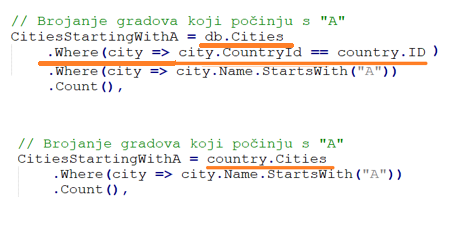 // Brojanje gradova koji počinju s "A"
CitiesStartingWithA = db.Cities
.Where(city => city.CountryId == country.ID )
.Where(city => city.Name.StartsWith("A"))
.Count(),
// Brojanje gradova koji počinju s "A"
CitiesStartingWithA = country.Cities
.Where(city => city.Name.StartsWith("A"))
.Count(),